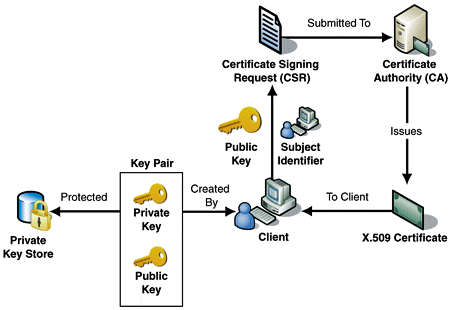 Submitted To
Certificate Signing
Request (CSR)
Certificate
Authority (CA)
Public
Key
Subject
Identifier
Issues
Key Pair
Protected
Created
By
To Client
Private
Key
Private
Key Store
Client
X.509 Certificate
Public
Key